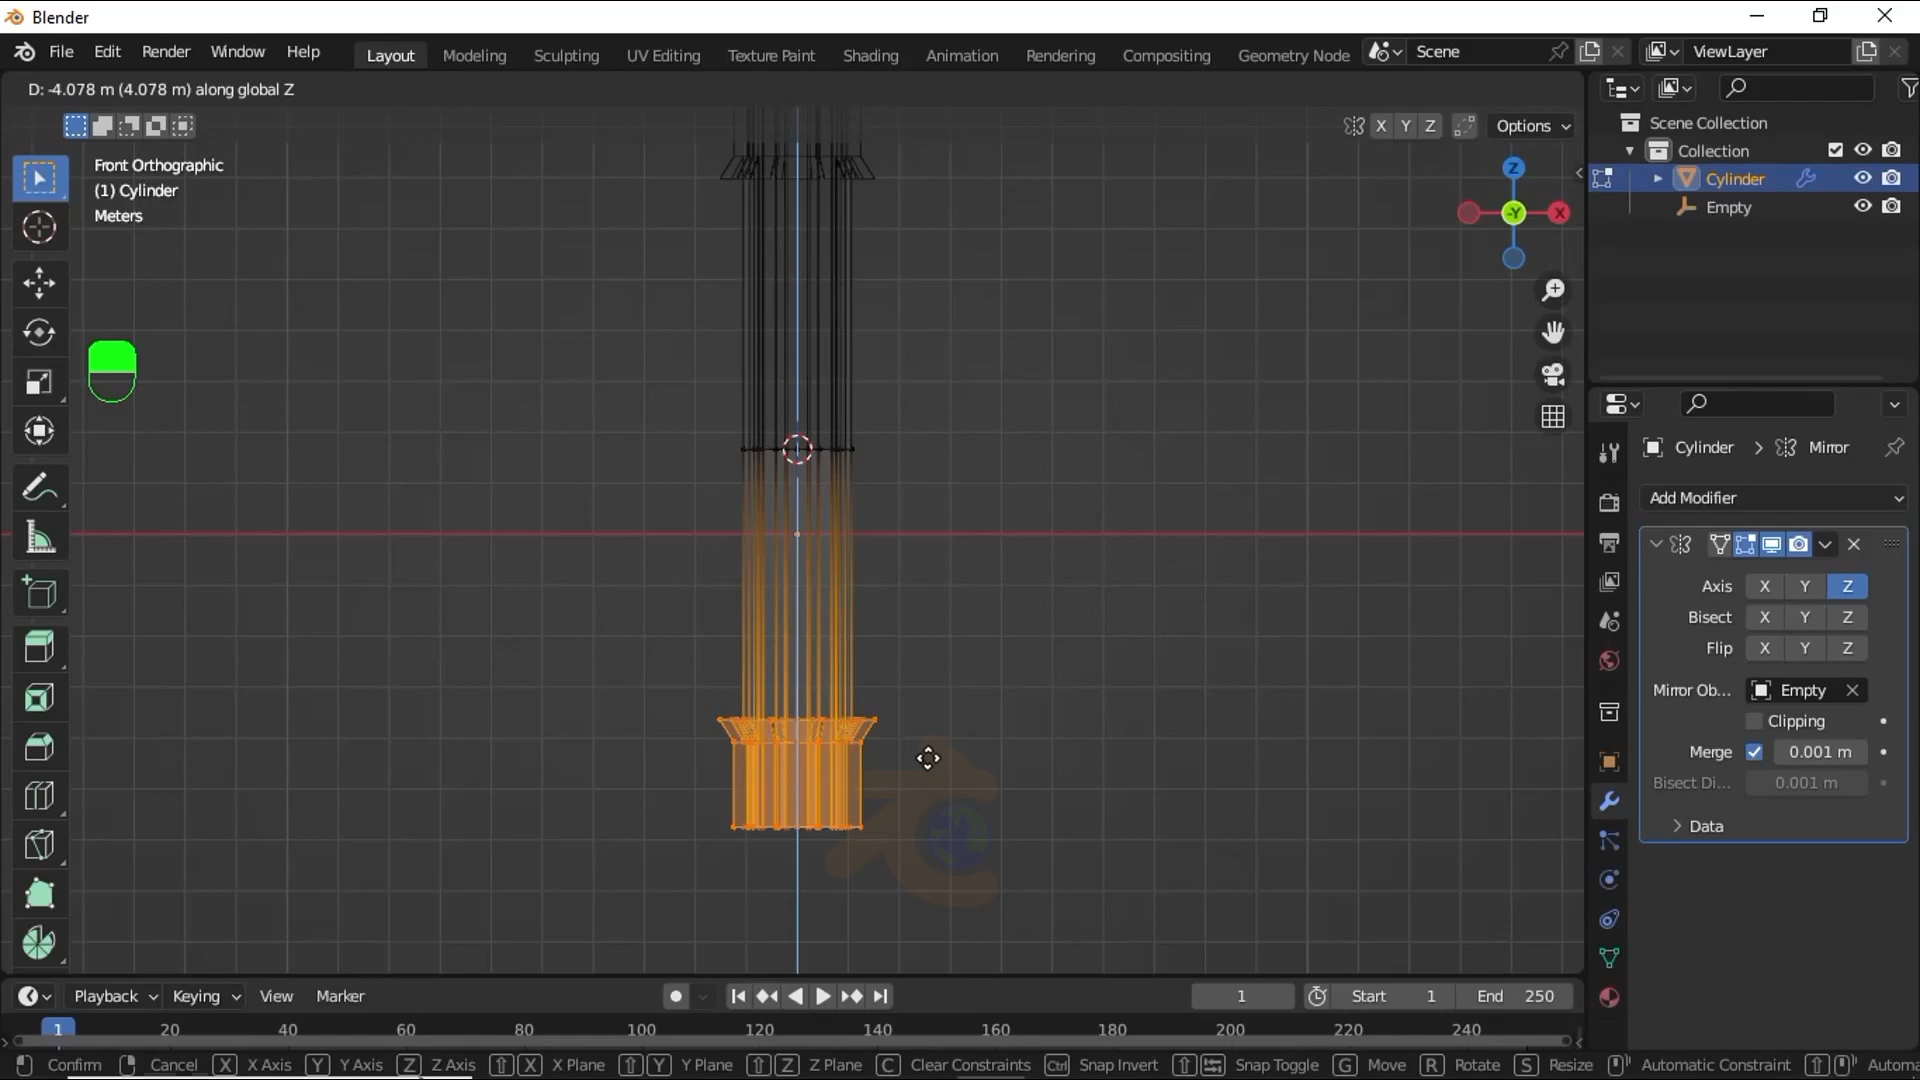 Blender
File Edit Render Window Help
Layout Modeling Sculpting UV Editing Texture Paint Shading Animation Rendering Compositing Geometry Node
Scene
ViewLayer
D: -4.078 m (4.078 m) along global Z
X Y Z
Options
Front Orthographic
(1) Cylinder
Meters
Z
-Y
X
Scene Collection
Collection
Cylinder
Empty
Cylinder > Mirror
Add Modifier
Axis X Y Z
Bisect X Y Z
Flip X Y Z
Mirror Ob... Empty
Clipping
Merge 0.001 m
Bisect Di... 0.001 m
Data
Playback Keying View Marker
1
Start 1
End 250
1 20 40 60 80 100 120 140 160 180 200 220 240
Confirm Cancel X X Axis Y Y Axis Z Z Axis X X Plane Y Y Plane Z Z Plane C Clear Constraints Ctrl Snap Invert Snap Toggle G Move R Rotate S Resize Automatic Constraint Automa